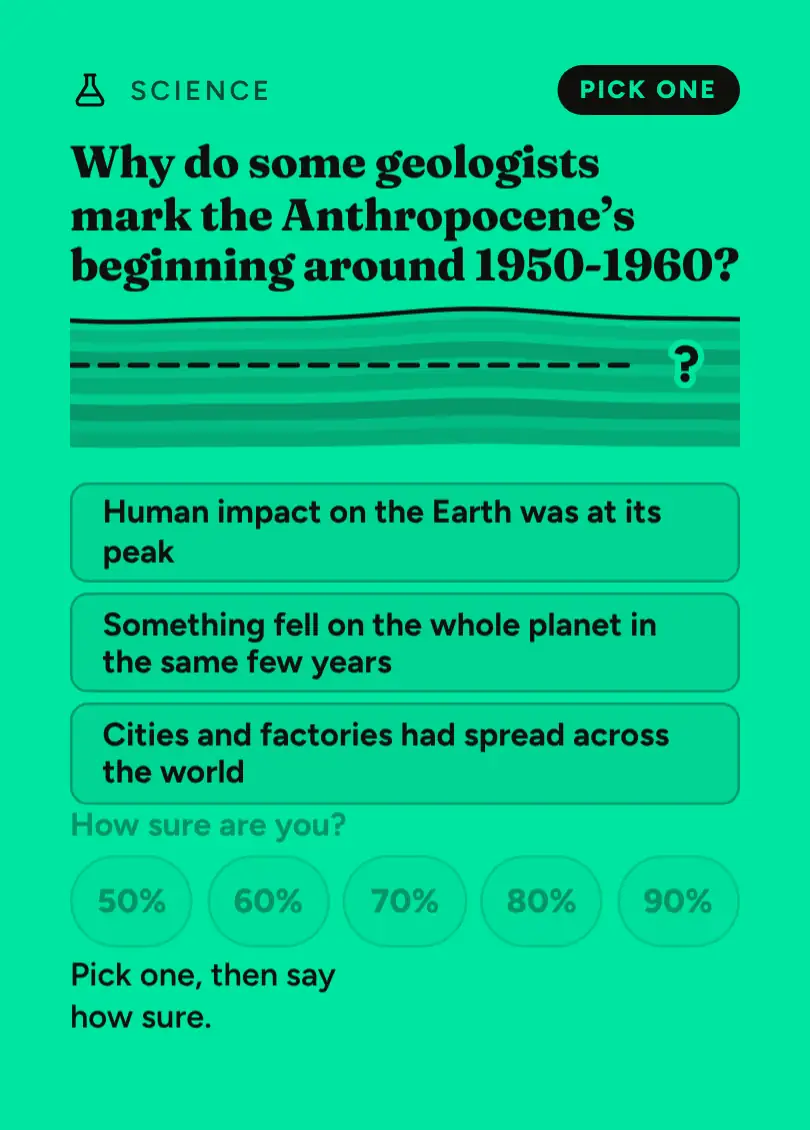 SCIENCE
PICK ONE
Why do some geologists
mark the Anthropocene’s
beginning around 1950-1960?
?
Human impact on the Earth was at its
peak
Something fell on the whole planet in
the same few years
Cities and factories had spread across
the world
How sure are you?
50% 60% 70% 80% 90%
Pick one, then say
how sure.